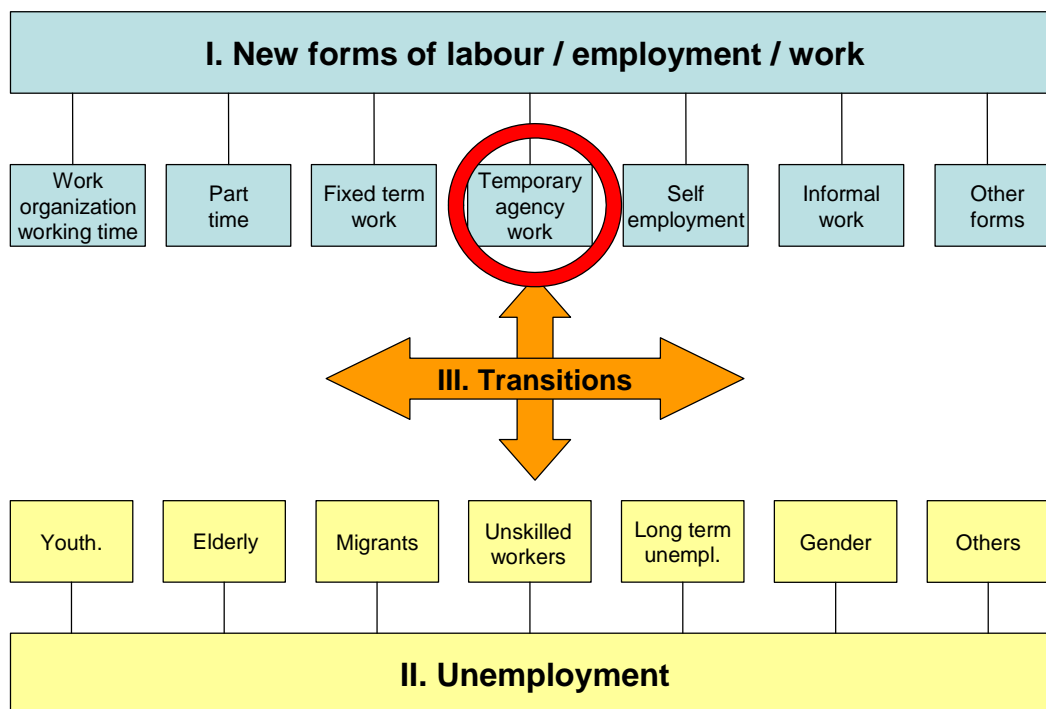 I. New forms of labour / employment / work
Work
organization
working time
Part
time
Fixed term
work
Temporary
agency
work
Self
employment
Informal
work
Other
forms
III. Transitions
Youth.
Elderly
Migrants
Unskilled
workers
Long term
unempl.
Gender
Others
II. Unemployment